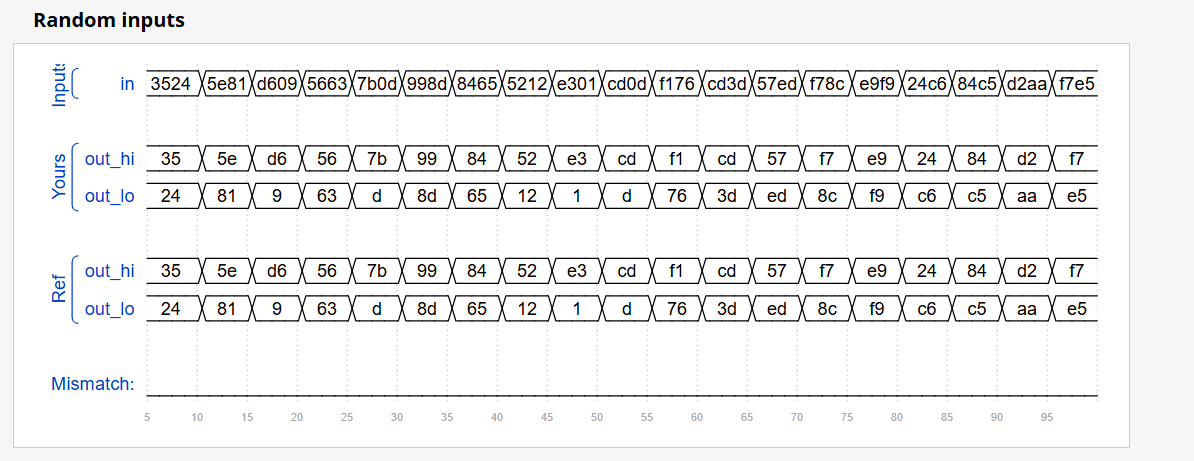 Random inputs
Inputs in 3524 5e81 d609 5663 7b0d 998d 8465 5212 e301 cd0d f176 cd3d 57ed f78c e9f9 24c6 84c5 d2aa f7e5
Yours
out_hi 35 5e d6 56 7b 99 84 52 e3 cd f1 cd 57 f7 e9 24 84 d2 f7
out_lo 24 81 9 63 d 8d 65 12 1 d 76 3d ed 8c f9 c6 c5 aa e5
Ref
out_hi 35 5e d6 56 7b 99 84 52 e3 cd f1 cd 57 f7 e9 24 84 d2 f7
out_lo 24 81 9 63 d 8d 65 12 1 d 76 3d ed 8c f9 c6 c5 aa e5
Mismatch:
5 10 15 20 25 30 35 40 45 50 55 60 65 70 75 80 85 90 95